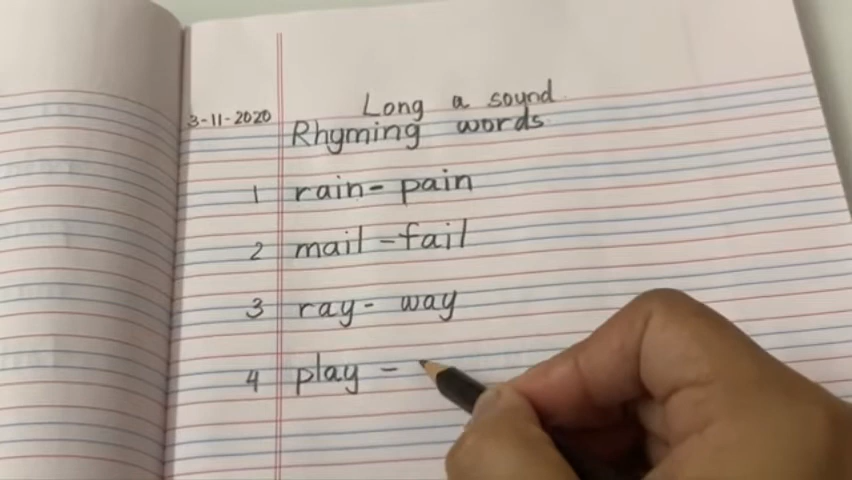 Long a sound
3-11-2020 Rhyming words
1 rain- pain
2 mail -fail
3 ray- way
4 play -